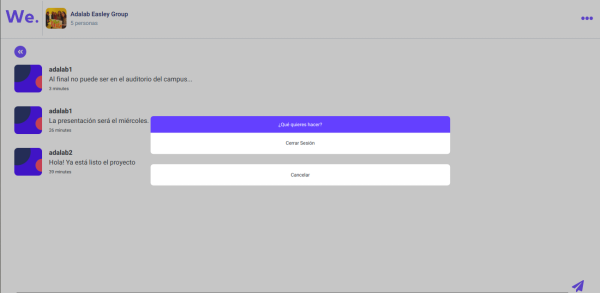 We.
Adalab Easley Group
5 personas
adalab1
Al final no puede ser en el auditorio del campus...
5 minutes
adalab1
La presentación será el miércoles.
26 minutes
adalab2
Hola! Ya está listo el proyecto
39 minutes
¿Qué quieres hacer?
Cerrar Sesión
Cancelar